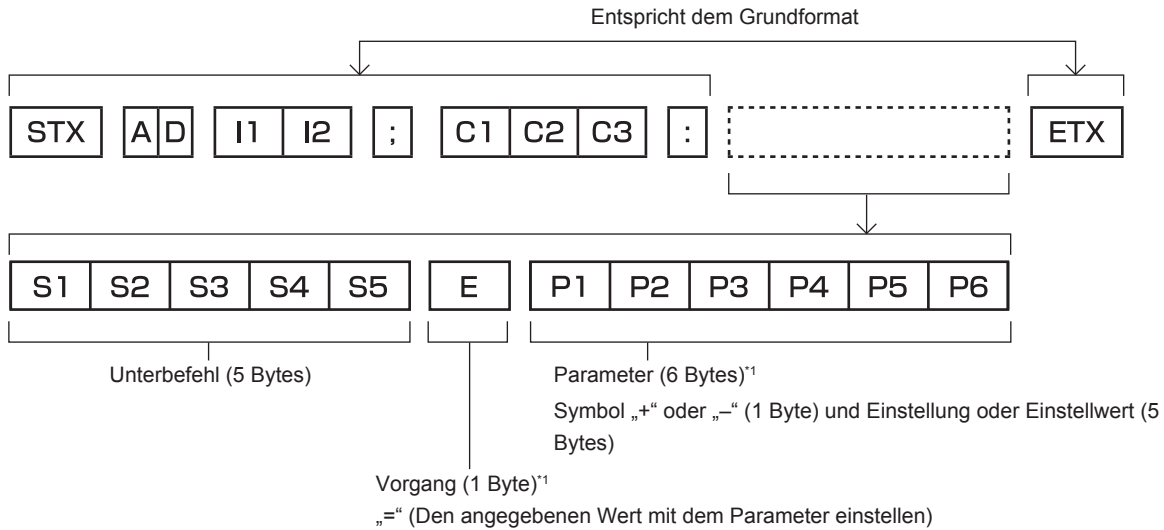 Entspricht dem Grundformat
STX A D I1 I2 ; C1 C2 C3 : ETX
S1 S2 S3 S4 S5 E P1 P2 P3 P4 P5 P6
Unterbefehl (5 Bytes)
Parameter (6 Bytes)*1
Symbol „+“ oder „–“ (1 Byte) und Einstellung oder Einstellwert (5
Bytes)
Vorgang (1 Byte)*1
„=“ (Den angegebenen Wert mit dem Parameter einstellen)